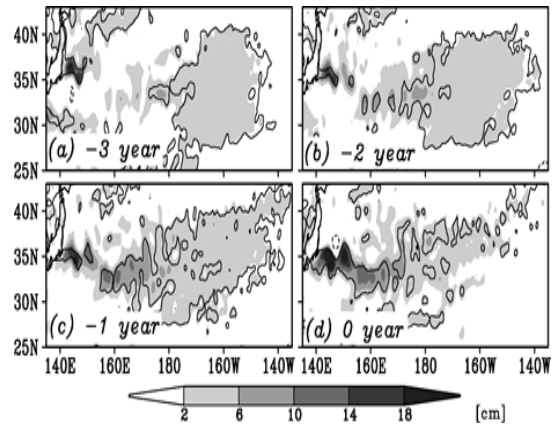 40N
35N
30N
25N
(a) -3 year
(b) -2 year
40N
35N
30N
25N
(c) -1 year
(d) 0 year
140E 160E 180 160W 140W 140E 160E 180 160W 140W
2 6 10 14 18 [cm]